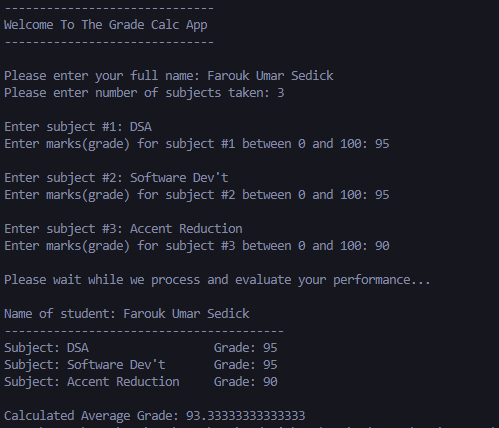 ------------------------------
Welcome To The Grade Calc App
------------------------------
Please enter your full name: Farouk Umar Sedick
Please enter number of subjects taken: 3
Enter subject #1: DSA
Enter marks(grade) for subject #1 between 0 and 100: 95
Enter subject #2: Software Dev't
Enter marks(grade) for subject #2 between 0 and 100: 95
Enter subject #3: Accent Reduction
Enter marks(grade) for subject #3 between 0 and 100: 90
Please wait while we process and evaluate your performance...
Name of student: Farouk Umar Sedick
----------------------------------------
Subject: DSA                  Grade: 95
Subject: Software Dev't       Grade: 95
Subject: Accent Reduction     Grade: 90
Calculated Average Grade: 93.33333333333333